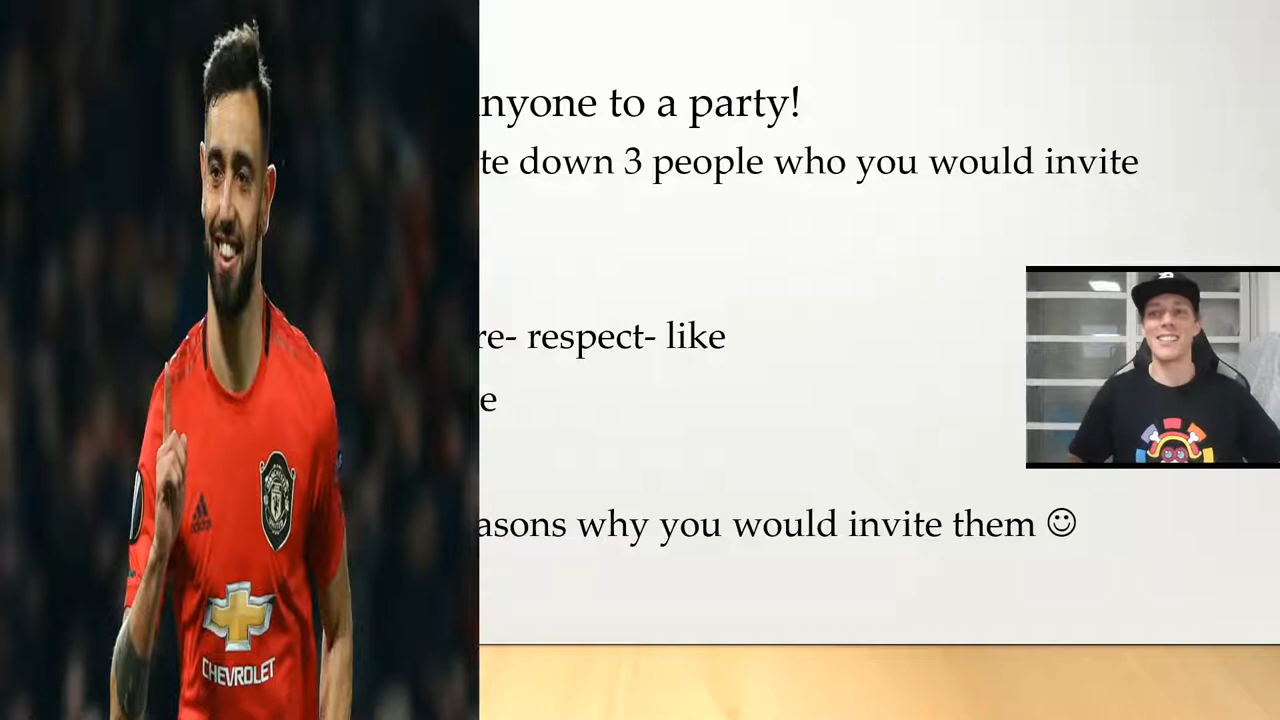 nyone to a party!
te down 3 people who you would invite
re- respect- like
e
asons why you would invite them ☺
adidas
CHEVROLET